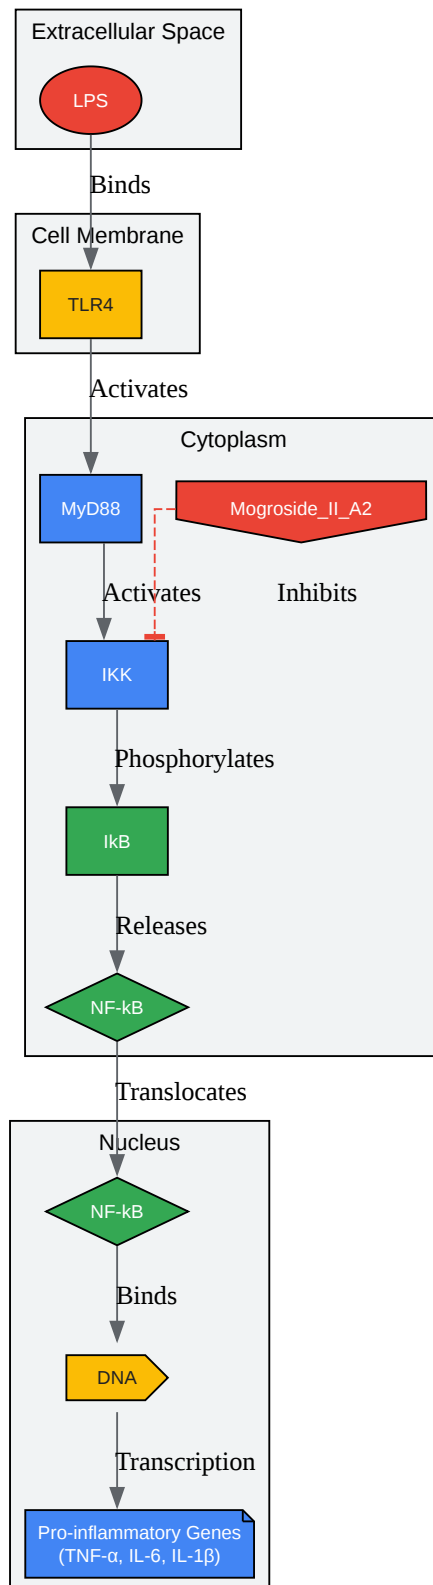 Extracellular Space
LPS
Binds
Cell Membrane
TLR4
Activates
Cytoplasm
MyD88
Mogroside_II_A2
Activates
Inhibits
IKK
Phosphorylates
IkB
Releases
NF-kB
Translocates
Nucleus
NF-kB
Binds
DNA
Transcription
Pro-inflammatory Genes
(TNF-α, IL-6, IL-1β)